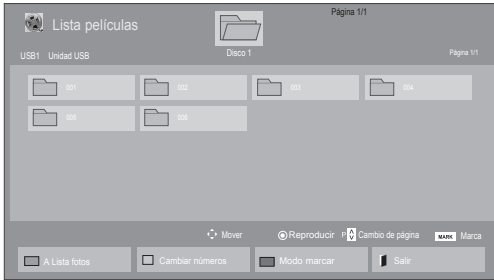 Página 1/1
Lista películas
Disco 1
USB1 Unidad USB
Página 1/1
001 002 003 004
005 006
Mover Reproducir P Cambio de página MARK Marca
A Lista fotos Cambiar números Modo marcar Salir